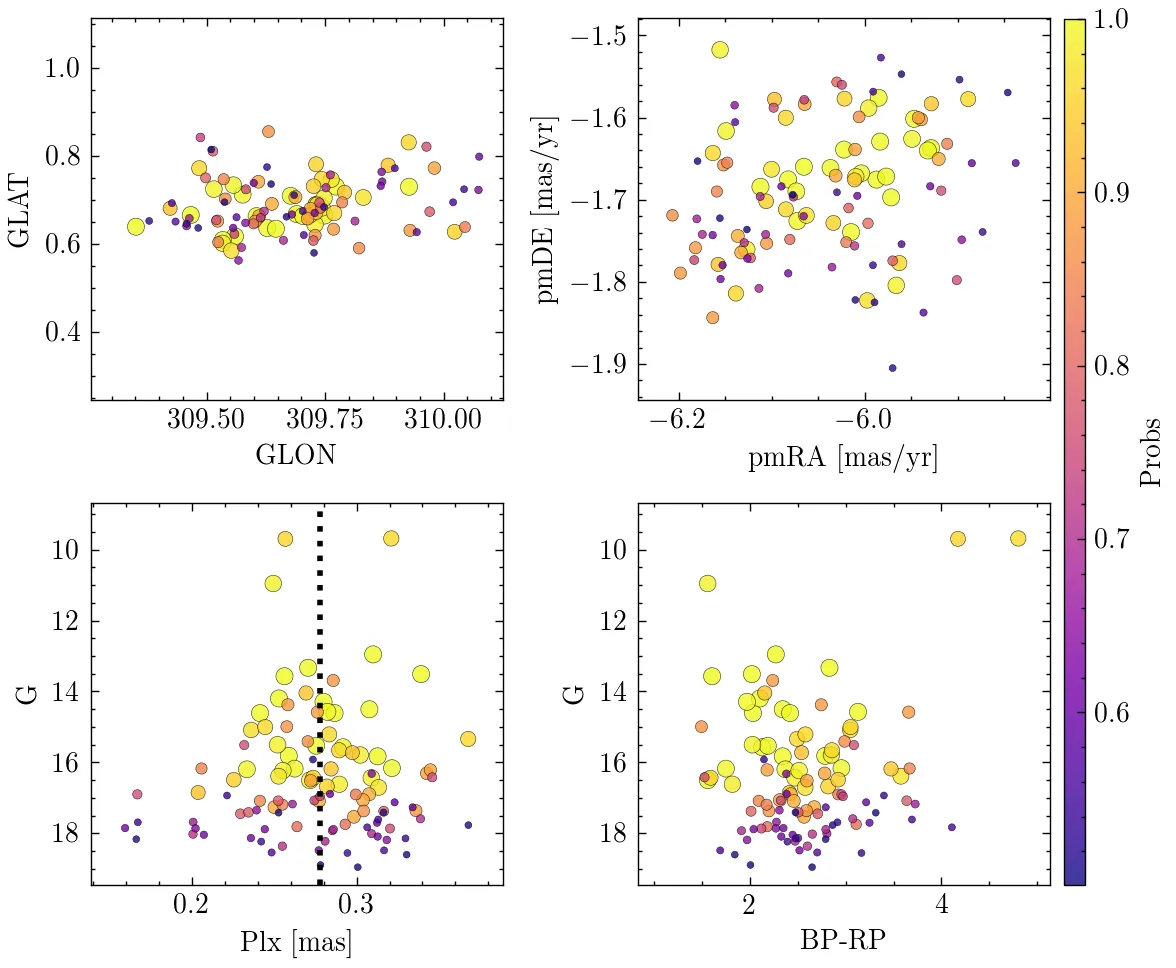 1.0
0.8
0.6
0.4
GLAT
309.50 309.75 310.00
GLON
−1.5
−1.6
−1.7
−1.8
−1.9
pmDE [mas/yr]
−6.2 −6.0
pmRA [mas/yr]
1.0
0.9
0.8
0.7
0.6
Probs
10
12
14
16
18
G
0.2 0.3
Plx [mas]
10
12
14
16
18
G
2 4
BP-RP